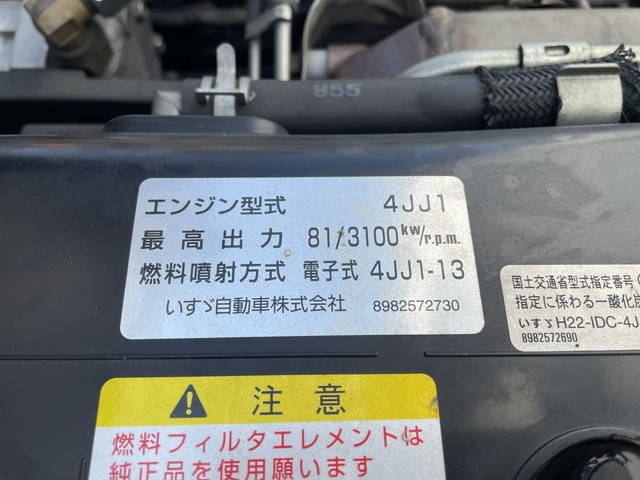 955
エンジン型式 4JJ1
最高出力 81/3100kW/r.p.m.
燃料噴射方式 電子式 4JJ1-13
いすゞ自動車株式会社 8982572730
国土交通省型式指定番号
指定に係わる一酸化炭
いすゞH22-IDC-4J
8982572690
注意
燃料フィルタエレメントは
純正品を使用願います